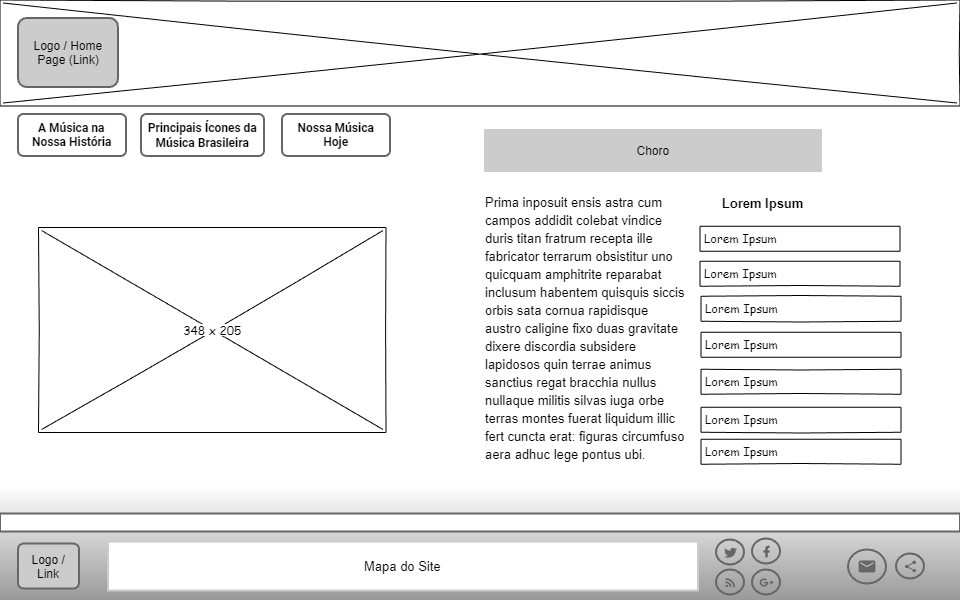 Logo / Home
Page (Link)
A Música na
Nossa História
Principais Ícones da
Música Brasileira
Nossa Música
Hoje
Choro
348 × 205
Prima inposuit ensis astra cum
campos addidit colebat vindice
duris titan fratrum recepta ille
fabricator terrarum obsistitur uno
quicquam amphitrite reparabat
inclusum habentem quisquis siccis
orbis sata cornua rapidisque
austro caligine fixo duas gravitate
dixere discordia subsidere
lapidosos quin terrae animus
sanctius regat bracchia nullus
nullaque militis silvas iuga orbe
terras montes fuerat liquidum illic
fert cuncta erat: figuras circumfuso
aera adhuc lege pontus ubi.
Lorem Ipsum
Lorem Ipsum
Lorem Ipsum
Lorem Ipsum
Lorem Ipsum
Lorem Ipsum
Lorem Ipsum
Lorem Ipsum
Logo /
Link
Mapa do Site
G+